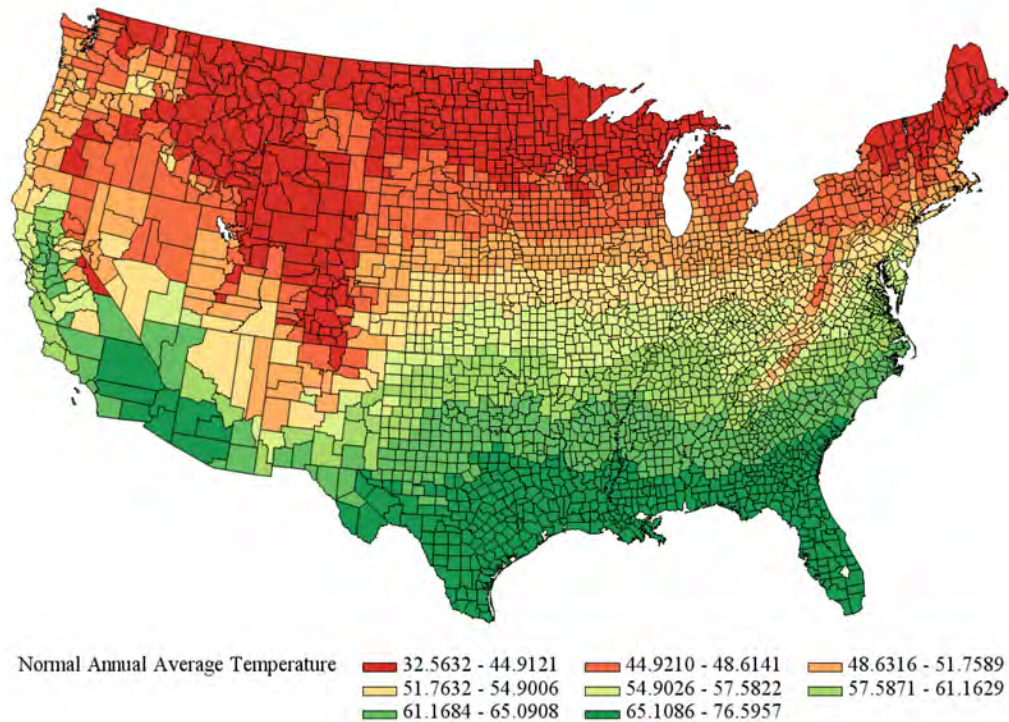 Normal Annual Average Temperature 32.5632 - 44.9121 44.9210 - 48.6141 48.6316 - 51.7589
51.7632 - 54.9006 54.9026 - 57.5822 57.5871 - 61.1629
61.1684 - 65.0908 65.1086 - 76.5957